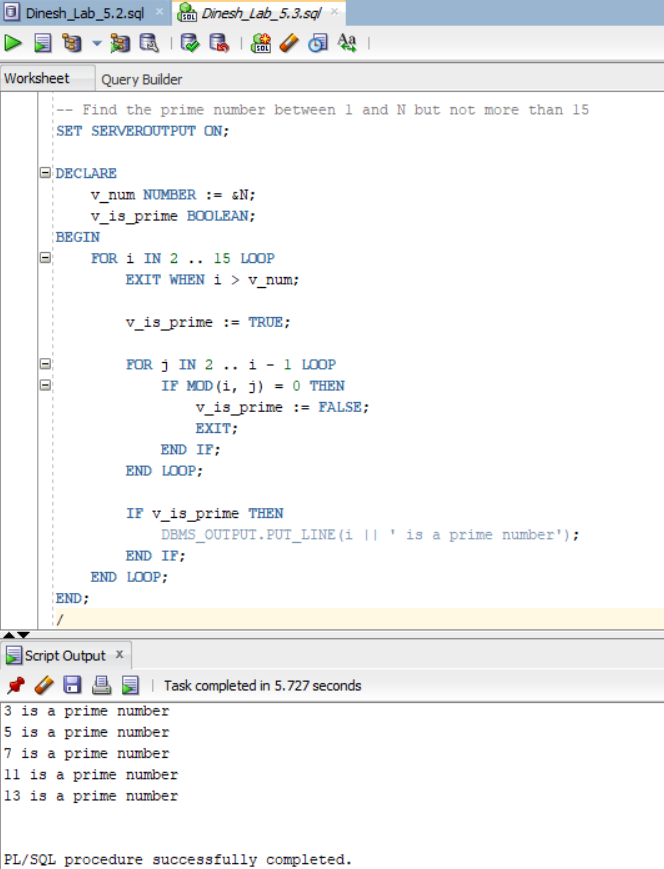 Dinesh_Lab_5.2.sql Dinesh_Lab_5.3.sql
Worksheet Query Builder
-- Find the prime number between 1 and N but not more than 15
SET SERVEROUTPUT ON;
DECLARE
v_num NUMBER := &N;
v_is_prime BOOLEAN;
BEGIN
FOR i IN 2 .. 15 LOOP
EXIT WHEN i > v_num;
v_is_prime := TRUE;
FOR j IN 2 .. i - 1 LOOP
IF MOD(i, j) = 0 THEN
v_is_prime := FALSE;
EXIT;
END IF;
END LOOP;
IF v_is_prime THEN
DBMS_OUTPUT.PUT_LINE(i || ' is a prime number');
END IF;
END LOOP;
END;
/
Script Output x
Task completed in 5.727 seconds
3 is a prime number
5 is a prime number
7 is a prime number
11 is a prime number
13 is a prime number
PL/SQL procedure successfully completed.